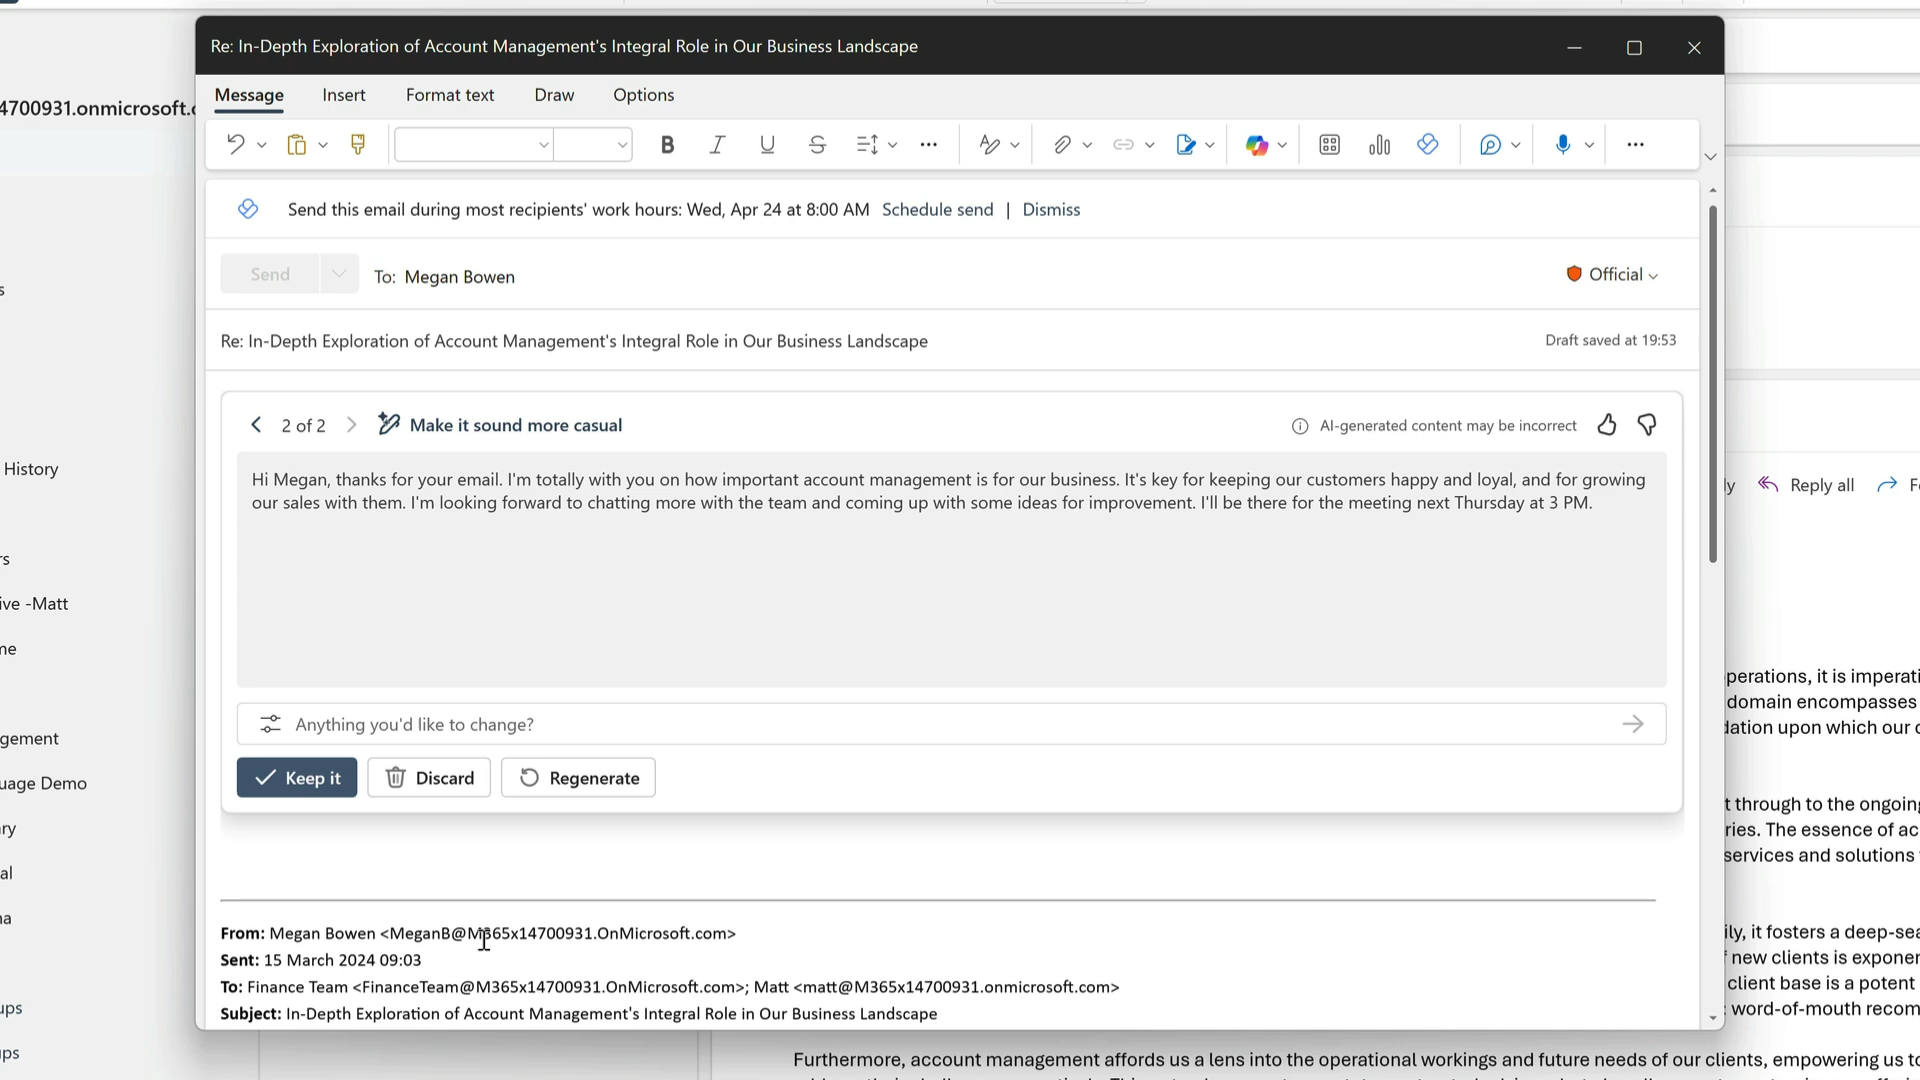 4700931.onmicrosoft.c
Re: In-Depth Exploration of Account Management's Integral Role in Our Business Landscape
Message Insert Format text Draw Options
B I U S
Send this email during most recipients' work hours: Wed, Apr 24 at 8:00 AM Schedule send | Dismiss
Send To: Megan Bowen Official
Re: In-Depth Exploration of Account Management's Integral Role in Our Business Landscape Draft saved at 19:53
2 of 2 Make it sound more casual AI-generated content may be incorrect
Hi Megan, thanks for your email. I'm totally with you on how important account management is for our business. It's key for keeping our customers happy and loyal, and for growing
our sales with them. I'm looking forward to chatting more with the team and coming up with some ideas for improvement. I'll be there for the meeting next Thursday at 3 PM.
Anything you'd like to change?
Keep it Discard Regenerate
From: Megan Bowen <MeganB@M365x14700931.OnMicrosoft.com>
Sent: 15 March 2024 09:03
To: Finance Team <FinanceTeam@M365x14700931.OnMicrosoft.com>; Matt <matt@M365x14700931.onmicrosoft.com>
Subject: In-Depth Exploration of Account Management's Integral Role in Our Business Landscape
s
History
rs
ive -Matt
me
gement
uage Demo
ry
al
na
ups
ps
ly Reply all F
perations, it is imperati
domain encompasses
dation upon which our c
t through to the ongoing
ries. The essence of ac
services and solutions
ily, it fosters a deep-sea
new clients is exponen
client base is a potent
word-of-mouth recom
Furthermore, account management affords us a lens into the operational workings and future needs of our clients, empowering us to